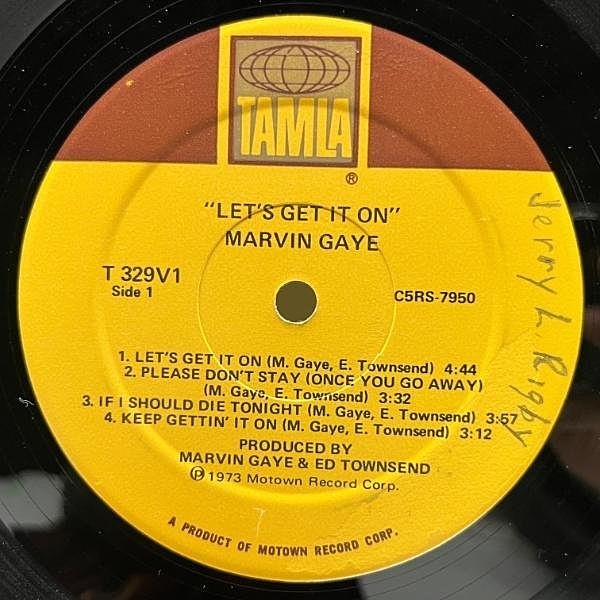 TAMLA
®
"LET'S GET IT ON"
MARVIN GAYE
T 329V1
Side 1
C5RS-7950
1. LET'S GET IT ON (M. Gaye, E. Townsend) 4:44
2. PLEASE DON'T STAY (ONCE YOU GO AWAY)
(M. Gaye, E. Townsend) 3:32
3. IF I SHOULD DIE TONIGHT (M. Gaye, E. Townsend) 3:57
4. KEEP GETTIN' IT ON (M. Gaye, E. Townsend) 3:12
PRODUCED BY
MARVIN GAYE & ED TOWNSEND
℗ 1973 Motown Record Corp.
A PRODUCT OF MOTOWN RECORD CORP.
Jerry L. Rigby